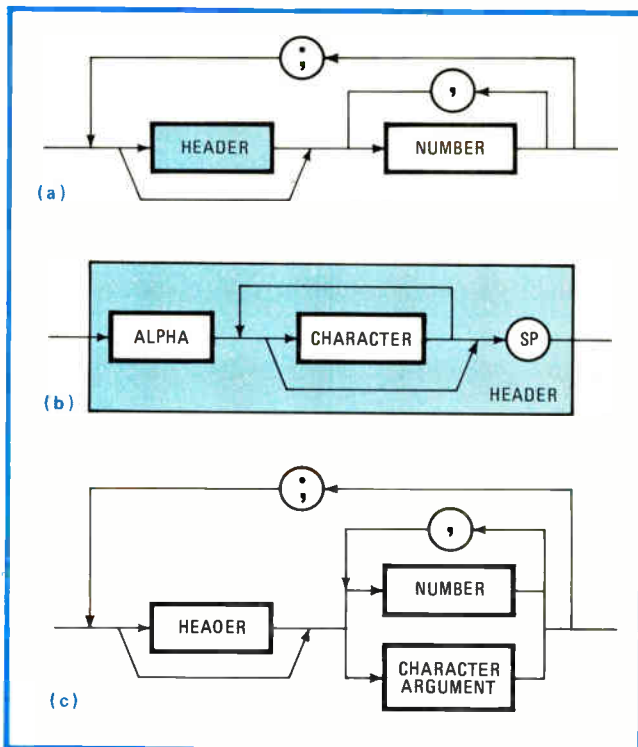 ;
,
HEADER
NUMBER
(a)
ALPHA
CHARACTER
SP
HEADER
(b)
;
,
NUMBER
HEAOER
CHARACTER
ARGUMENT
(c)